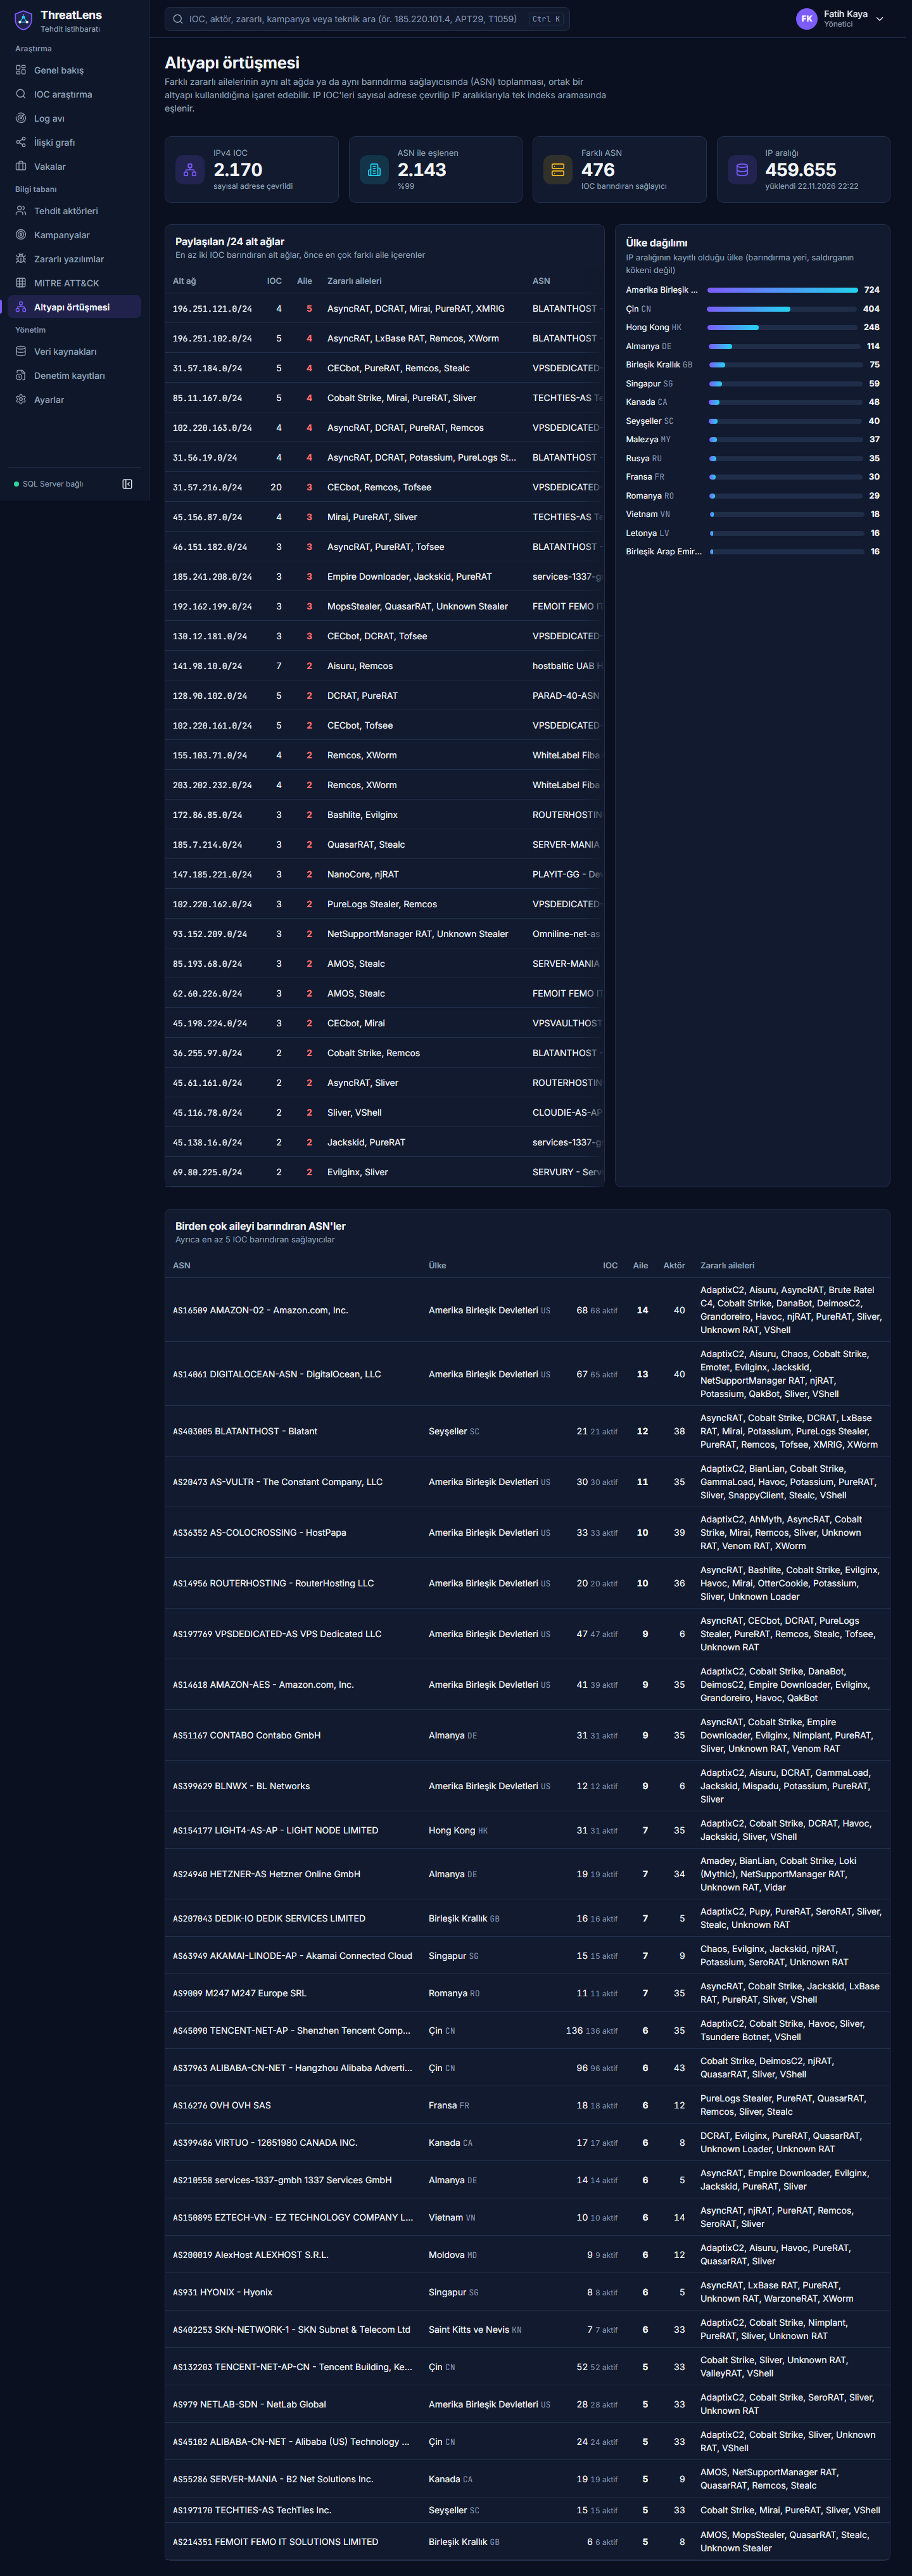 ThreatLens
Tehdit istihbaratı
IOC, aktör, zararlı, kampanya veya teknik ara (ör. 185.220.101.4, APT29, T1059)
Ctrl K
FK
Fatih Kaya
Yönetici
Araştırma
Genel bakış
IOC araştırma
Log avı
İlişki grafı
Vakalar
Bilgi tabanı
Tehdit aktörleri
Kampanyalar
Zararlı yazılımlar
MITRE ATT&CK
Altyapı örtüşmesi
Yönetim
Veri kaynakları
Denetim kayıtları
Ayarlar
SQL Server bağlı
Altyapı örtüşmesi
Farklı zararlı ailelerinin aynı alt ağda ya da aynı barındırma sağlayıcısında (ASN) toplanması, ortak bir
altyapı kullanıldığına işaret edebilir. IP IOC'leri sayısal adrese çevrilip IP aralıklarıyla tek indeks aramasında
eşlenir.
IPv4 IOC
2.170
sayısal adrese çevrildi
ASN ile eşlenen
2.143
%99
Farklı ASN
476
IOC barındıran sağlayıcı
IP aralığı
459.655
yüklendi 22.11.2026 22:22
Paylaşılan /24 alt ağlar
En az iki IOC barındıran alt ağlar, önce en çok farklı aile içerenler
Alt ağ IOC Aile Zararlı aileleri ASN
196.251.121.0/24 4 5 AsyncRAT, DCRAT, Mirai, PureRAT, XMRIG BLATANTHOST -
196.251.102.0/24 5 4 AsyncRAT, LxBase RAT, Remcos, XWorm BLATANTHOST -
31.57.184.0/24 5 4 CECbot, PureRAT, Remcos, Stealc VPSDEDICATED-
85.11.167.0/24 5 4 Cobalt Strike, Mirai, PureRAT, Sliver TECHTIES-AS Te
102.220.163.0/24 4 4 AsyncRAT, DCRAT, PureRAT, Remcos VPSDEDICATED-
31.56.19.0/24 4 4 AsyncRAT, DCRAT, Potassium, PureLogs St... BLATANTHOST -
31.57.216.0/24 20 3 CECbot, Remcos, Tofsee VPSDEDICATED-
45.156.87.0/24 4 3 Mirai, PureRAT, Sliver TECHTIES-AS Te
46.151.182.0/24 3 3 AsyncRAT, PureRAT, Tofsee BLATANTHOST -
185.241.208.0/24 3 3 Empire Downloader, Jackskid, PureRAT services-1337-g
192.162.199.0/24 3 3 MopsStealer, QuasarRAT, Unknown Stealer FEMOIT FEMO IT
130.12.181.0/24 3 3 CECbot, DCRAT, Tofsee VPSDEDICATED-
141.98.10.0/24 7 2 Aisuru, Remcos hostbaltic UAB H
128.90.102.0/24 5 2 DCRAT, PureRAT PARAD-40-ASN
102.220.161.0/24 5 2 CECbot, Tofsee VPSDEDICATED-
155.103.71.0/24 4 2 Remcos, XWorm WhiteLabel Fiba
203.202.232.0/24 4 2 Remcos, XWorm WhiteLabel Fiba
172.86.85.0/24 3 2 Bashlite, Evilginx ROUTERHOSTIN
185.7.214.0/24 3 2 QuasarRAT, Stealc SERVER-MANIA
147.185.221.0/24 3 2 NanoCore, njRAT PLAYIT-GG - Dev
102.220.162.0/24 3 2 PureLogs Stealer, Remcos VPSDEDICATED-
93.152.209.0/24 3 2 NetSupportManager RAT, Unknown Stealer Omniline-net-as
85.193.68.0/24 3 2 AMOS, Stealc SERVER-MANIA
62.60.226.0/24 3 2 AMOS, Stealc FEMOIT FEMO IT
45.198.224.0/24 3 2 CECbot, Mirai VPSVAULTHOST
36.255.97.0/24 2 2 Cobalt Strike, Remcos BLATANTHOST -
45.61.161.0/24 2 2 AsyncRAT, Sliver ROUTERHOSTIN
45.116.78.0/24 2 2 Sliver, VShell CLOUDIE-AS-AP
45.138.16.0/24 2 2 Jackskid, PureRAT services-1337-g
69.80.225.0/24 2 2 Evilginx, Sliver SERVURY - Serv
Ülke dağılımı
IP aralığının kayıtlı olduğu ülke (barındırma yeri, saldırganın
kökeni değil)
Amerika Birleşik ... 724
Çin CN 404
Hong Kong HK 248
Almanya DE 114
Birleşik Krallık GB 75
Singapur SG 59
Kanada CA 48
Seyşeller SC 40
Malezya MY 37
Rusya RU 35
Fransa FR 30
Romanya RO 29
Vietnam VN 18
Letonya LV 16
Birleşik Arap Emir... 16
Birden çok aileyi barındıran ASN'ler
Ayrıca en az 5 IOC barındıran sağlayıcılar
ASN Ülke IOC Aile Aktör Zararlı aileleri
AS16509 AMAZON-02 - Amazon.com, Inc. Amerika Birleşik Devletleri US 68 68 aktif 14 40 AdaptixC2, Aisuru, AsyncRAT, Brute Ratel
C4, Cobalt Strike, DanaBot, DeimosC2,
Grandoreiro, Havoc, njRAT, PureRAT, Sliver,
Unknown RAT, VShell
AS14061 DIGITALOCEAN-ASN - DigitalOcean, LLC Amerika Birleşik Devletleri US 67 65 aktif 13 40 AdaptixC2, Aisuru, Chaos, Cobalt Strike,
Emotet, Evilginx, Jackskid,
NetSupportManager RAT, njRAT,
Potassium, QakBot, Sliver, VShell
AS403005 BLATANTHOST - Blatant Seyşeller SC 21 21 aktif 12 38 AsyncRAT, Cobalt Strike, DCRAT, LxBase
RAT, Mirai, Potassium, PureLogs Stealer,
PureRAT, Remcos, Tofsee, XMRIG, XWorm
AS20473 AS-VULTR - The Constant Company, LLC Amerika Birleşik Devletleri US 30 30 aktif 11 35 AdaptixC2, BianLian, Cobalt Strike,
GammaLoad, Havoc, Potassium, PureRAT,
Sliver, SnappyClient, Stealc, VShell
AS36352 AS-COLOCROSSING - HostPapa Amerika Birleşik Devletleri US 33 33 aktif 10 39 AdaptixC2, AhMyth, AsyncRAT, Cobalt
Strike, Mirai, Remcos, Sliver, Unknown
RAT, Venom RAT, XWorm
AS14956 ROUTERHOSTING - RouterHosting LLC Amerika Birleşik Devletleri US 20 20 aktif 10 36 AsyncRAT, Bashlite, Cobalt Strike, Evilginx,
Havoc, Mirai, OtterCookie, Potassium,
Sliver, Unknown Loader
AS197769 VPSDEDICATED-AS VPS Dedicated LLC Amerika Birleşik Devletleri US 47 47 aktif 9 6 AsyncRAT, CECbot, DCRAT, PureLogs
Stealer, PureRAT, Remcos, Stealc, Tofsee,
Unknown RAT
AS14618 AMAZON-AES - Amazon.com, Inc. Amerika Birleşik Devletleri US 41 39 aktif 9 35 AdaptixC2, Cobalt Strike, DanaBot,
DeimosC2, Empire Downloader, Evilginx,
Grandoreiro, Havoc, QakBot
AS51167 CONTABO Contabo GmbH Almanya DE 31 31 aktif 9 35 AsyncRAT, Cobalt Strike, Empire
Downloader, Evilginx, Nimplant, PureRAT,
Sliver, Unknown RAT, Venom RAT
AS399629 BLNWX - BL Networks Amerika Birleşik Devletleri US 12 12 aktif 9 6 AdaptixC2, Aisuru, DCRAT, GammaLoad,
Jackskid, Mispadu, Potassium, PureRAT,
Sliver
AS154177 LIGHT4-AS-AP - LIGHT NODE LIMITED Hong Kong HK 31 31 aktif 7 35 AdaptixC2, Cobalt Strike, DCRAT, Havoc,
Jackskid, Sliver, VShell
AS24940 HETZNER-AS Hetzner Online GmbH Almanya DE 19 19 aktif 7 34 Amadey, BianLian, Cobalt Strike, Loki
(Mythic), NetSupportManager RAT,
Unknown RAT, Vidar
AS207043 DEDIK-IO DEDIK SERVICES LIMITED Birleşik Krallık GB 16 16 aktif 7 5 AdaptixC2, Pupy, PureRAT, SeroRAT, Sliver,
Stealc, Unknown RAT
AS63949 AKAMAI-LINODE-AP - Akamai Connected Cloud Singapur SG 15 15 aktif 7 9 Chaos, Evilginx, Jackskid, njRAT,
Potassium, SeroRAT, Unknown RAT
AS9009 M247 M247 Europe SRL Romanya RO 11 11 aktif 7 35 AsyncRAT, Cobalt Strike, Jackskid, LxBase
RAT, PureRAT, Sliver, VShell
AS45090 TENCENT-NET-AP - Shenzhen Tencent Comp... Çin CN 136 136 aktif 6 35 AdaptixC2, Cobalt Strike, Havoc, Sliver,
Tsundere Botnet, VShell
AS37963 ALIBABA-CN-NET - Hangzhou Alibaba Adverti... Çin CN 96 96 aktif 6 43 Cobalt Strike, DeimosC2, njRAT,
QuasarRAT, Sliver, VShell
AS16276 OVH OVH SAS Fransa FR 18 18 aktif 6 12 PureLogs Stealer, PureRAT, QuasarRAT,
Remcos, Sliver, Stealc
AS399486 VIRTUO - 12651980 CANADA INC. Kanada CA 17 17 aktif 6 8 DCRAT, Evilginx, PureRAT, QuasarRAT,
Unknown Loader, Unknown RAT
AS210558 services-1337-gmbh 1337 Services GmbH Almanya DE 14 14 aktif 6 5 AsyncRAT, Empire Downloader, Evilginx,
Jackskid, PureRAT, Sliver
AS150895 EZTECH-VN - EZ TECHNOLOGY COMPANY L... Vietnam VN 10 10 aktif 6 14 AsyncRAT, njRAT, PureRAT, Remcos,
SeroRAT, Sliver
AS200019 AlexHost ALEXHOST S.R.L. Moldova MD 9 9 aktif 6 12 AdaptixC2, Aisuru, Havoc, PureRAT,
QuasarRAT, Sliver
AS931 HYONIX - Hyonix Singapur SG 8 8 aktif 6 5 AsyncRAT, LxBase RAT, PureRAT,
Unknown RAT, WarzoneRAT, XWorm
AS402253 SKN-NETWORK-1 - SKN Subnet & Telecom Ltd Saint Kitts ve Nevis KN 7 7 aktif 6 33 AdaptixC2, Cobalt Strike, Nimplant,
PureRAT, Sliver, Unknown RAT
AS132203 TENCENT-NET-AP-CN - Tencent Building, Ke... Çin CN 52 52 aktif 5 33 Cobalt Strike, Sliver, Unknown RAT,
ValleyRAT, VShell
AS979 NETLAB-SDN - NetLab Global Amerika Birleşik Devletleri US 28 28 aktif 5 33 AdaptixC2, Cobalt Strike, SeroRAT, Sliver,
Unknown RAT
AS45102 ALIBABA-CN-NET - Alibaba (US) Technology ... Çin CN 24 24 aktif 5 33 AdaptixC2, Cobalt Strike, Sliver, Unknown
RAT, VShell
AS55286 SERVER-MANIA - B2 Net Solutions Inc. Kanada CA 19 19 aktif 5 9 AMOS, NetSupportManager RAT,
QuasarRAT, Remcos, Stealc
AS197170 TECHTIES-AS TechTies Inc. Seyşeller SC 15 15 aktif 5 33 Cobalt Strike, Mirai, PureRAT, Sliver, VShell
AS214351 FEMOIT FEMO IT SOLUTIONS LIMITED Birleşik Krallık GB 6 6 aktif 5 8 AMOS, MopsStealer, QuasarRAT, Stealc,
Unknown Stealer